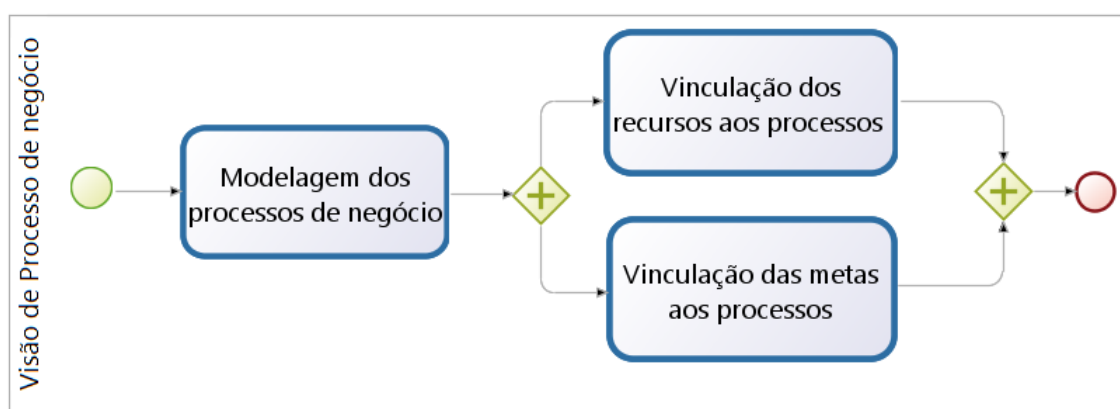 Visão de Processo de negócio
Modelagem dos
processos de negócio
Vinculação dos
recursos aos processos
Vinculação das metas
aos processos